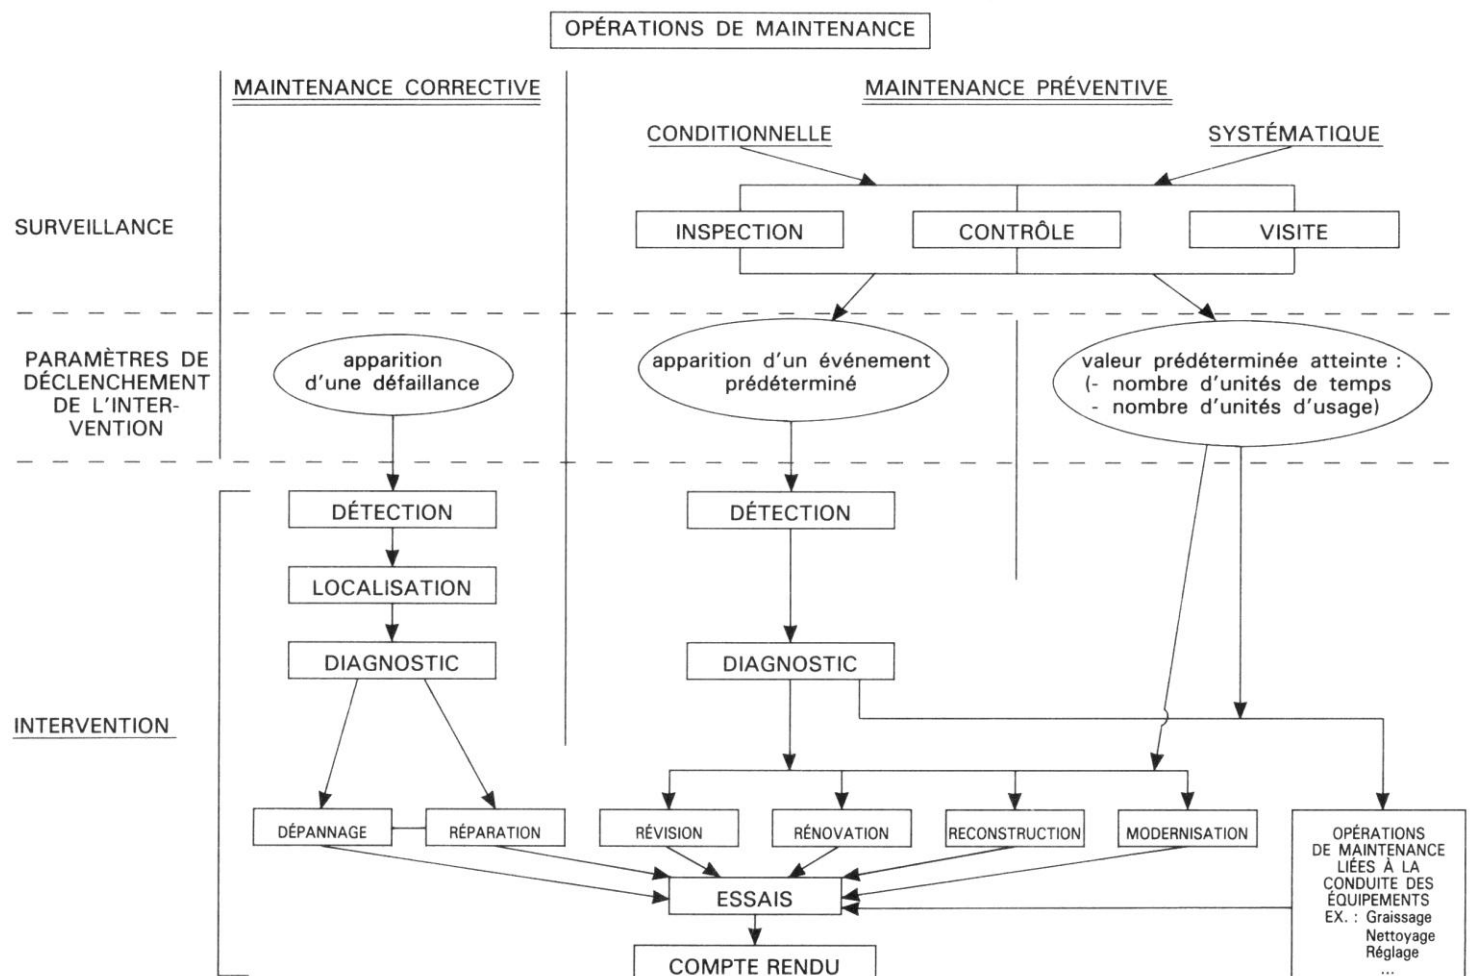 OPÉRATIONS DE MAINTENANCE
MAINTENANCE CORRECTIVE
MAINTENANCE PRÉVENTIVE
CONDITIONNELLE
SYSTÉMATIQUE
SURVEILLANCE
INSPECTION
CONTRÔLE
VISITE
PARAMÈTRES DE
DÉCLENCHEMENT
DE L'INTER-
VENTION
apparition
d'une défaillance
apparition d'un événement
prédéterminé
valeur prédéterminée atteinte :
(- nombre d'unités de temps
- nombre d'unités d'usage)
DÉTECTION
DÉTECTION
LOCALISATION
DIAGNOSTIC
DIAGNOSTIC
INTERVENTION
DÉPANNAGE
RÉPARATION
RÉVISION
RÉNOVATION
RECONSTRUCTION
MODERNISATION
OPÉRATIONS
DE MAINTENANCE
LIÉES À LA
CONDUITE DES
ÉQUIPEMENTS
EX. : Graissage
Nettoyage
Réglage
...
ESSAIS
COMPTE RENDU